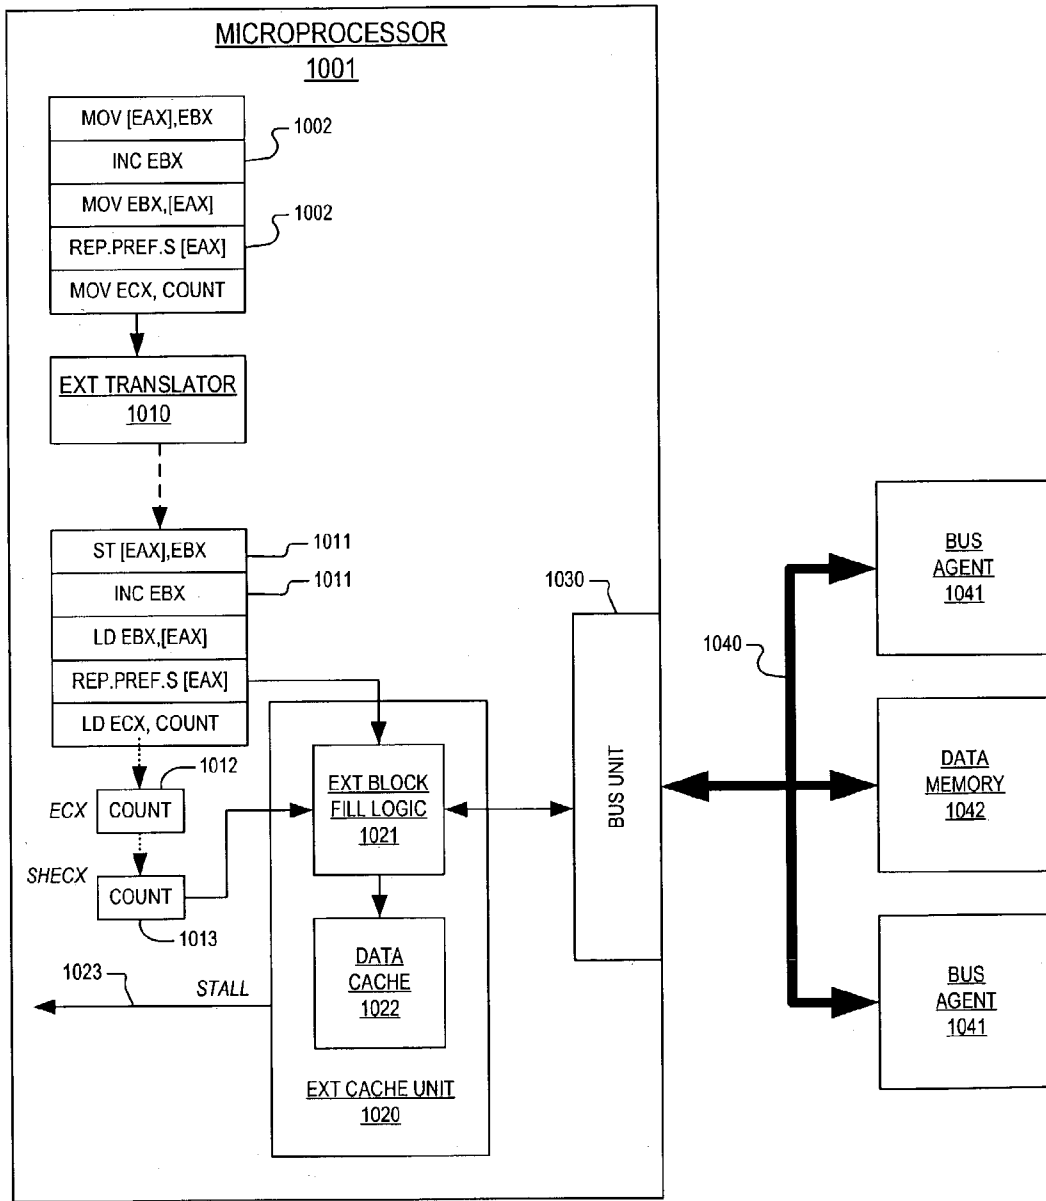 MICROPROCESSOR
1001
MOV [EAX],EBX
INC EBX
MOV EBX,[EAX]
REP.PREF.S [EAX]
MOV ECX, COUNT
1002
1002
EXT TRANSLATOR
1010
ST [EAX],EBX
INC EBX
LD EBX,[EAX]
REP.PREF.S [EAX]
LD ECX, COUNT
1011
1011
1012
ECX
COUNT
SHECX
COUNT
1013
1023
STALL
EXT BLOCK
FILL LOGIC
1021
DATA
CACHE
1022
EXT CACHE UNIT
1020
1030
BUS UNIT
1040
BUS
AGENT
1041
DATA
MEMORY
1042
BUS
AGENT
1041